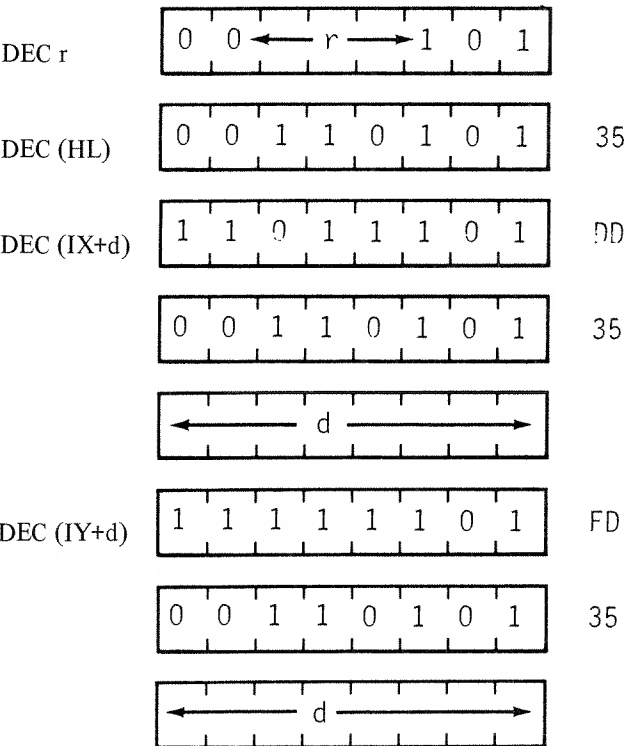 DEC r 0 0 r 1 0 1
DEC (HL) 0 0 1 1 0 1 0 1 35
DEC (IX+d) 1 1 0 1 1 1 0 1 DD
0 0 1 1 0 1 0 1 35
d
DEC (IY+d) 1 1 1 1 1 1 0 1 FD
0 0 1 1 0 1 0 1 35
d